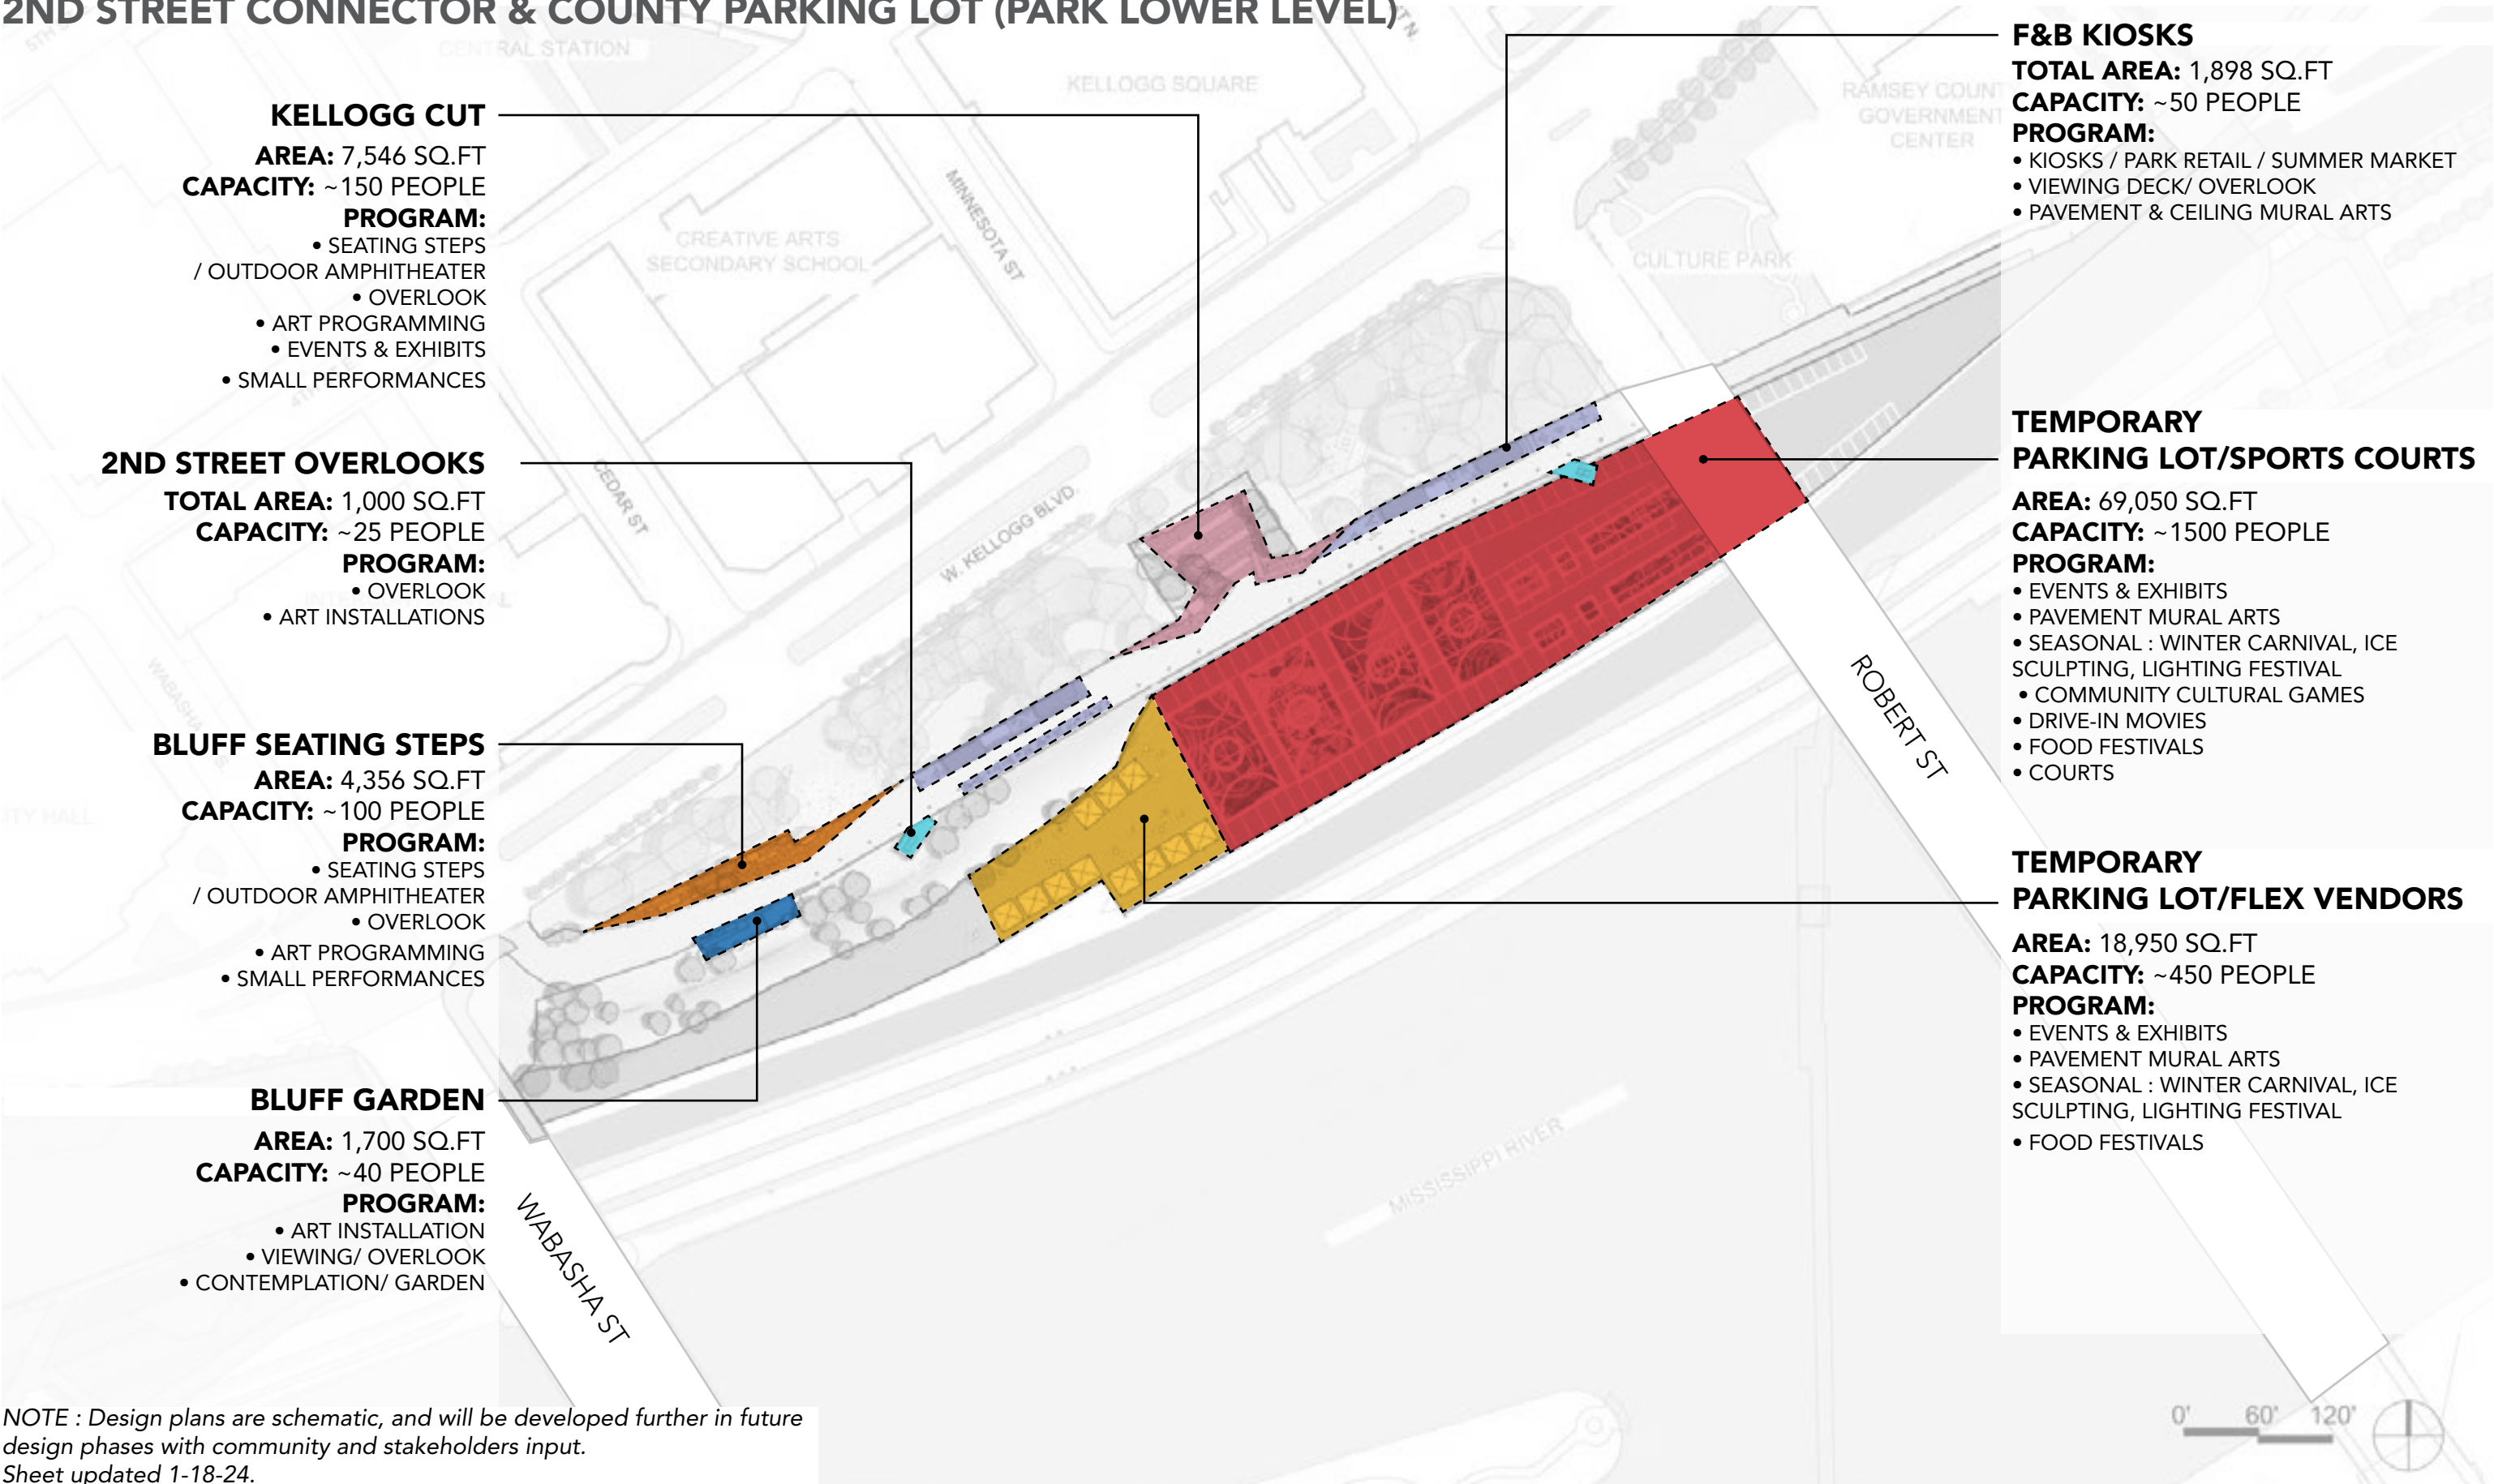 2ND STREET CONNECTOR & COUNTY PARKING LOT (PARK LOWER LEVEL)
CENTRAL STATION
KELLOGG SQUARE
KELLOGG CUT
AREA: 7,546 SQ.FT
CAPACITY: ~150 PEOPLE
PROGRAM:
• SEATING STEPS
/ OUTDOOR AMPHITHEATER
• OVERLOOK
• ART PROGRAMMING
• EVENTS & EXHIBITS
• SMALL PERFORMANCES
2ND STREET OVERLOOKS
TOTAL AREA: 1,000 SQ.FT
CAPACITY: ~25 PEOPLE
PROGRAM:
• OVERLOOK
• ART INSTALLATIONS
BLUFF SEATING STEPS
AREA: 4,356 SQ.FT
CAPACITY: ~100 PEOPLE
PROGRAM:
• SEATING STEPS
/ OUTDOOR AMPHITHEATER
• OVERLOOK
• ART PROGRAMMING
• SMALL PERFORMANCES
BLUFF GARDEN
AREA: 1,700 SQ.FT
CAPACITY: ~40 PEOPLE
PROGRAM:
• ART INSTALLATION
• VIEWING/ OVERLOOK
• CONTEMPLATION/ GARDEN
CREATIVE ARTS
SECONDARY SCHOOL
MINNESOTA ST
CEDAR ST
W. KELLOGG BLVD.
WABASHA S
CITY HALL
RAMSEY COUNT
GOVERNMENT
CENTER
CULTURE PARK
ROBERT ST
WABASHA ST
MISSISSIPPI RIVER
F&B KIOSKS
TOTAL AREA: 1,898 SQ.FT
CAPACITY: ~50 PEOPLE
PROGRAM:
• KIOSKS / PARK RETAIL / SUMMER MARKET
• VIEWING DECK/ OVERLOOK
• PAVEMENT & CEILING MURAL ARTS
TEMPORARY
PARKING LOT/SPORTS COURTS
AREA: 69,050 SQ.FT
CAPACITY: ~1500 PEOPLE
PROGRAM:
• EVENTS & EXHIBITS
• PAVEMENT MURAL ARTS
• SEASONAL : WINTER CARNIVAL, ICE
SCULPTING, LIGHTING FESTIVAL
• COMMUNITY CULTURAL GAMES
• DRIVE-IN MOVIES
• FOOD FESTIVALS
• COURTS
TEMPORARY
PARKING LOT/FLEX VENDORS
AREA: 18,950 SQ.FT
CAPACITY: ~450 PEOPLE
PROGRAM:
• EVENTS & EXHIBITS
• PAVEMENT MURAL ARTS
• SEASONAL : WINTER CARNIVAL, ICE
SCULPTING, LIGHTING FESTIVAL
• FOOD FESTIVALS
0' 60' 120'
NOTE : Design plans are schematic, and will be developed further in future
design phases with community and stakeholders input.
Sheet updated 1-18-24.